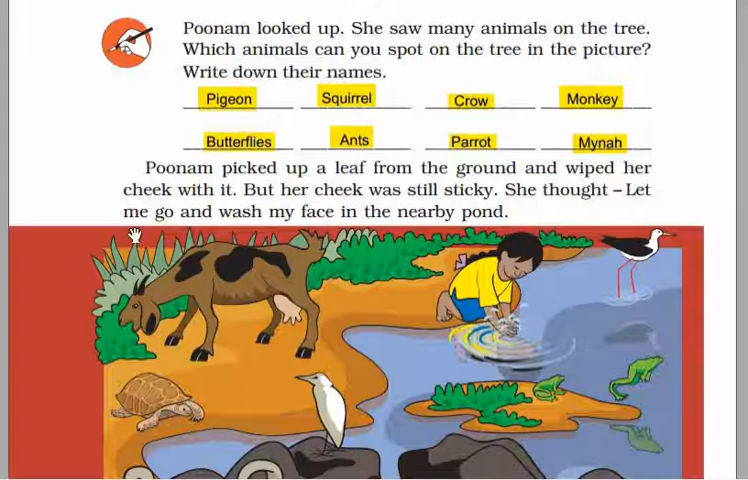 Poonam looked up. She saw many animals on the tree.
Which animals can you spot on the tree in the picture?
Write down their names.
Pigeon Squirrel Crow Monkey
Butterflies Ants Parrot Mynah
Poonam picked up a leaf from the ground and wiped her
cheek with it. But her cheek was still sticky. She thought – Let
me go and wash my face in the nearby pond.